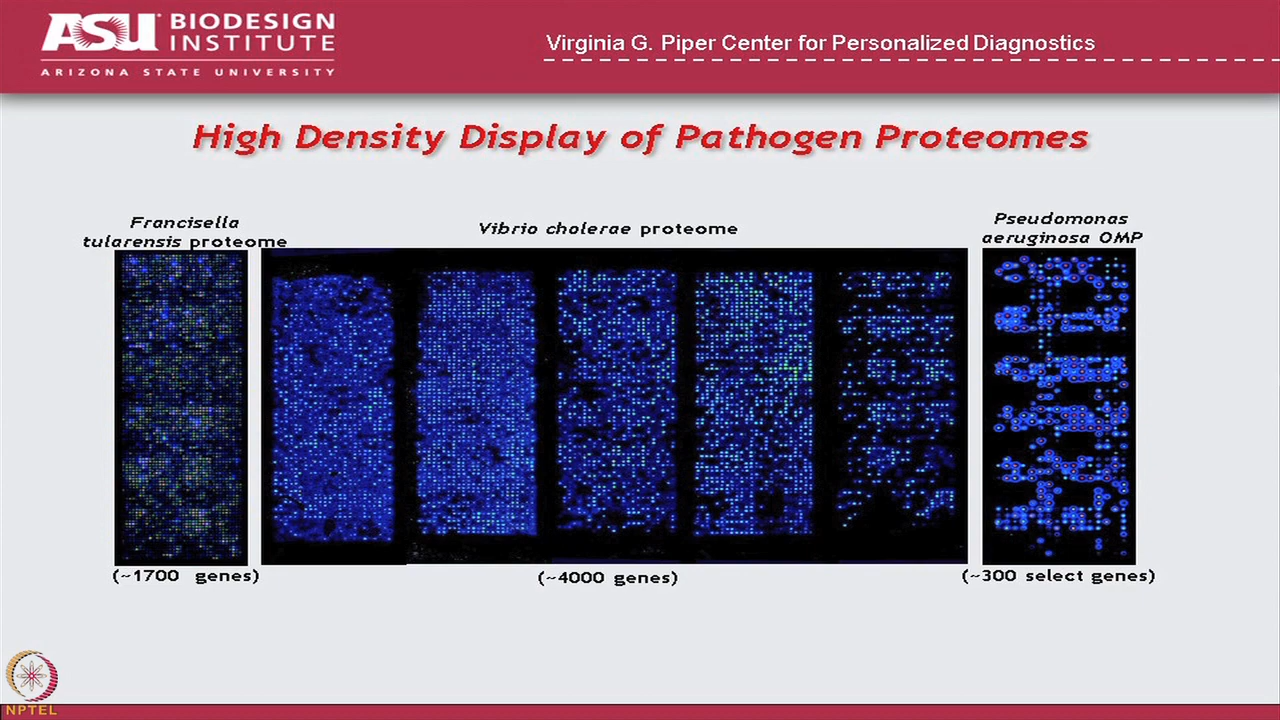 ASU BIODESIGN
INSTITUTE
ARIZONA STATE UNIVERSITY
Virginia G. Piper Center for Personalized Diagnostics
High Density Display of Pathogen Proteomes
Francisella
tularensis proteome
Vibrio cholerae proteome
Pseudomonas
aeruginosa OMP
(~1700 genes)
(~4000 genes)
(~300 select genes)
NPTEL